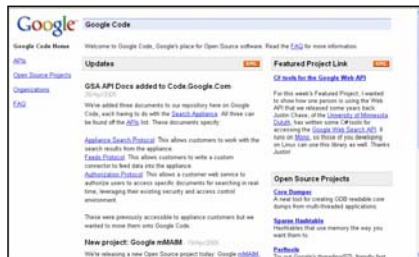 Google Google Code
Google Code Home
APIs
Open Source Projects
Organizations
FAQ
Welcome to Google Code, Google's place for Open Source software. Read the FAQ for more information.
Updates
GSA API Docs added to Code.Google.Com
We've added three documents to our repository here on Google
Code, each having to do with the Search Appliance. All three can
be found off the APIs list. These documents specify:
Appliance Search Protocol: This allows customers to work with the
search results from the appliance.
Feeds Protocol: This allows customers to write a custom
connector to feed data into the appliance.
Authorization Protocol: This allows a customer web service to
authorize users to access specific documents for searching in real
time, leveraging their existing security and access control
environment.
These were previously accessible to appliance customers but we
wanted to move them onto Google Code.
New project: Google mMAIM
We're releasing a new Open Source project today: Google mMAIM,
Featured Project Link
C# tools for the Google Web API
For this week's Featured Project, I wanted
to show how one person is using the Web
API that we released some years back.
Justin Chase, of the University of Minnesota
Duluth, has written some C# tools for
accessing the Google Web Search API. It
runs on Mono, so those of you developing
on Linux can use this library as well. Thanks
Justin!
Open Source Projects
Core Dumper
A neat tool for creating GDB readable core
dumps from multithreaded applications.
Sparse Hashtable
Hashtables that use memory the way you
want them to.
Perftools